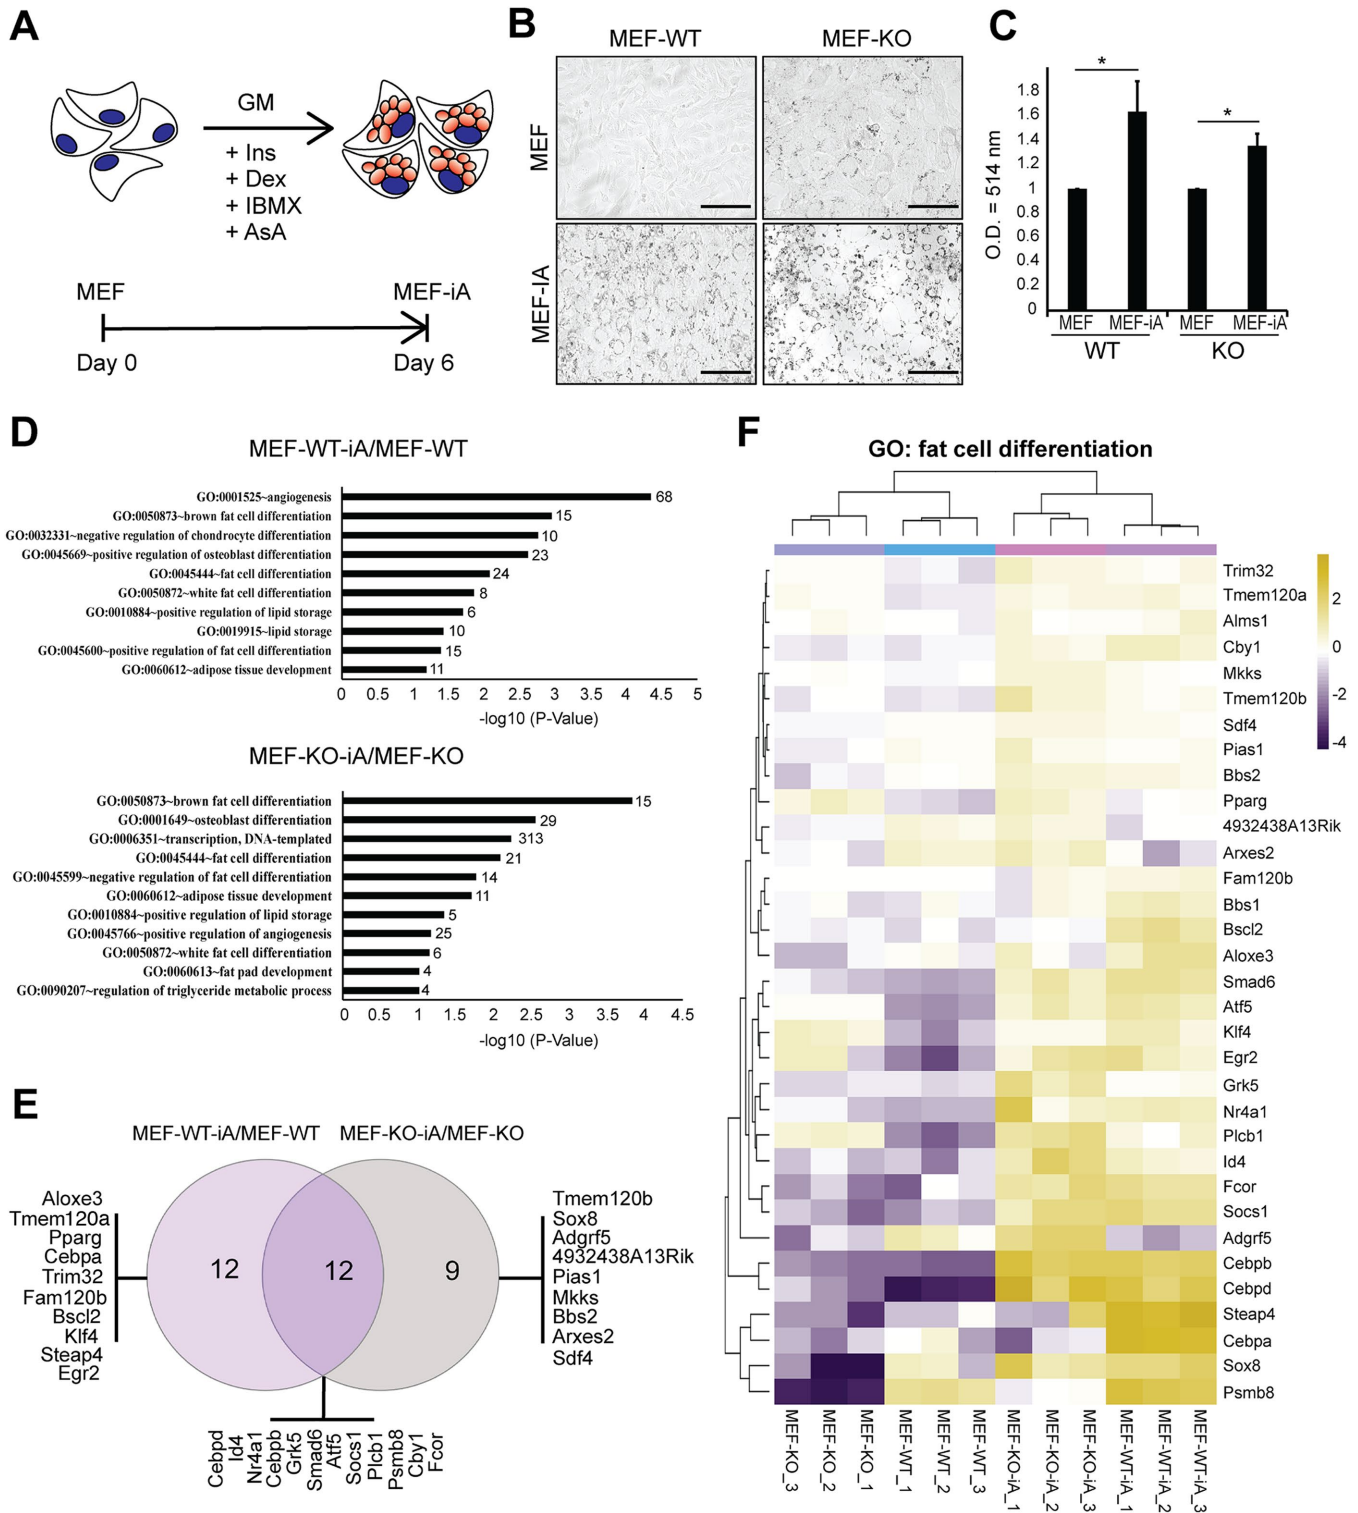 A
GM
+ Ins
+ Dex
+ IBMX
+ AsA
MEF
MEF-iA
Day 0
Day 6
B
MEF-WT
MEF-KO
MEF
MEF-iA
C
O.D. = 514 nm
1.8
1.6
1.4
1.2
1
0.8
0.6
0.4
0.2
0
*
*
MEF
MEF-iA
MEF
MEF-iA
WT
KO
D
MEF-WT-iA/MEF-WT
GO:0001525~angiogenesis 68
GO:0050873~brown fat cell differentiation 15
GO:0032331~negative regulation of chondrocyte differentiation 10
GO:0045669~positive regulation of osteoblast differentiation 23
GO:0045444~fat cell differentiation 24
GO:0050872~white fat cell differentiation 8
GO:0010884~positive regulation of lipid storage 6
GO:0019915~lipid storage 10
GO:0045600~positive regulation of fat cell differentiation 15
GO:0060612~adipose tissue development 11
0 0.5 1 1.5 2 2.5 3 3.5 4 4.5 5
-log10 (P-Value)
MEF-KO-iA/MEF-KO
GO:0050873~brown fat cell differentiation 15
GO:0001649~osteoblast differentiation 29
GO:0006351~transcription, DNA-templated 313
GO:0045444~fat cell differentiation 21
GO:0045599~negative regulation of fat cell differentiation 14
GO:0060612~adipose tissue development 11
GO:0010884~positive regulation of lipid storage 5
GO:0045766~positive regulation of angiogenesis 25
GO:0050872~white fat cell differentiation 6
GO:0060613~fat pad development 4
GO:0090207~regulation of triglyceride metabolic process 4
0 0.5 1 1.5 2 2.5 3 3.5 4 4.5
-log10 (P-Value)
E
MEF-WT-iA/MEF-WT
MEF-KO-iA/MEF-KO
Aloxe3
Tmem120a
Pparg
Cebpa
Trim32
Fam120b
Bscl2
Klf4
Steap4
Egr2
12
12
9
Tmem120b
Sox8
Adgrf5
4932438A13Rik
Pias1
Mkks
Bbs2
Arxes2
Sdf4
Cebpd
Id4
Nr4a1
Cebpb
Grk5
Smad6
Atf5
Socs1
Plcb1
Psmb8
Cby1
Fcor
F
GO: fat cell differentiation
Trim32
Tmem120a
Alms1
Cby1
Mkks
Tmem120b
Sdf4
Pias1
Bbs2
Pparg
4932438A13Rik
Arxes2
Fam120b
Bbs1
Bscl2
Aloxe3
Smad6
Atf5
Klf4
Egr2
Grk5
Nr4a1
Plcb1
Id4
Fcor
Socs1
Adgrf5
Cebpb
Cebpd
Steap4
Cebpa
Sox8
Psmb8
2
0
-2
-4
MEF-KO_3
MEF-KO_2
MEF-KO_1
MEF-WT_1
MEF-WT_2
MEF-WT_3
MEF-KO-iA_1
MEF-KO-iA_2
MEF-KO-iA_3
MEF-WT-iA_1
MEF-WT-iA_2
MEF-WT-iA_3